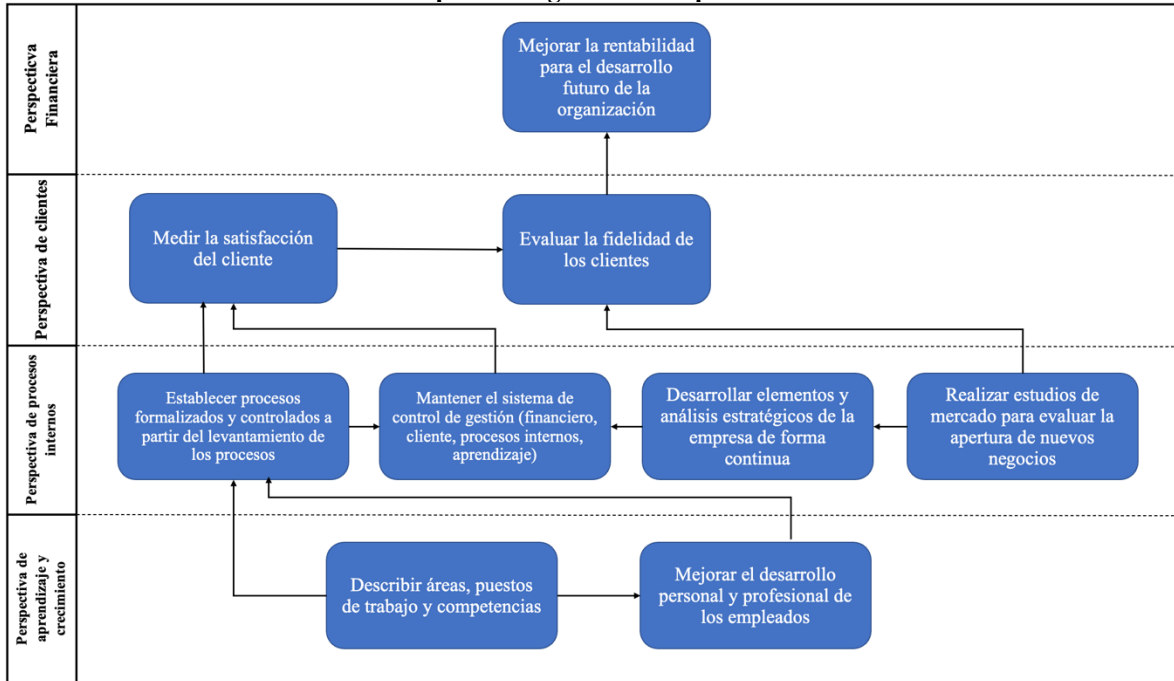 Perspecticva
Financiera
Mejorar la rentabilidad
para el desarrollo
futuro de la
organización
Perspectiva de clientes
Medir la satisfacción
del cliente
Evaluar la fidelidad de
los clientes
Perspectiva de procesos
internos
Establecer procesos
formalizados y controlados a
partir del levantamiento de
los procesos
Mantener el sistema de
control de gestión (financiero,
cliente, procesos internos,
aprendizaje)
Desarrollar elementos y
análisis estratégicos de la
empresa de forma
continua
Realizar estudios de
mercado para evaluar la
apertura de nuevos
negocios
Perspectiva de
aprendizaje y
crecimiento
Describir áreas, puestos
de trabajo y competencias
Mejorar el desarrollo
personal y profesional de
los empleados